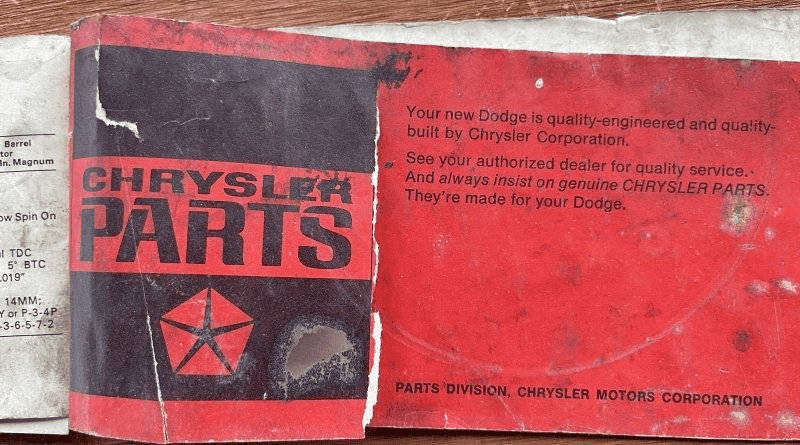 Barrel
tor
In. Magnum
ow Spin On
TDC
5° BTC
.019"
14MM;
Y or P-3-4P
-3-6-5-7-2
CHRYSLER
PARTS
Your new Dodge is quality-engineered and quality-
built by Chrysler Corporation.
See your authorized dealer for quality service.
And always insist on genuine CHRYSLER PARTS.
They're made for your Dodge.
PARTS DIVISION, CHRYSLER MOTORS CORPORATION